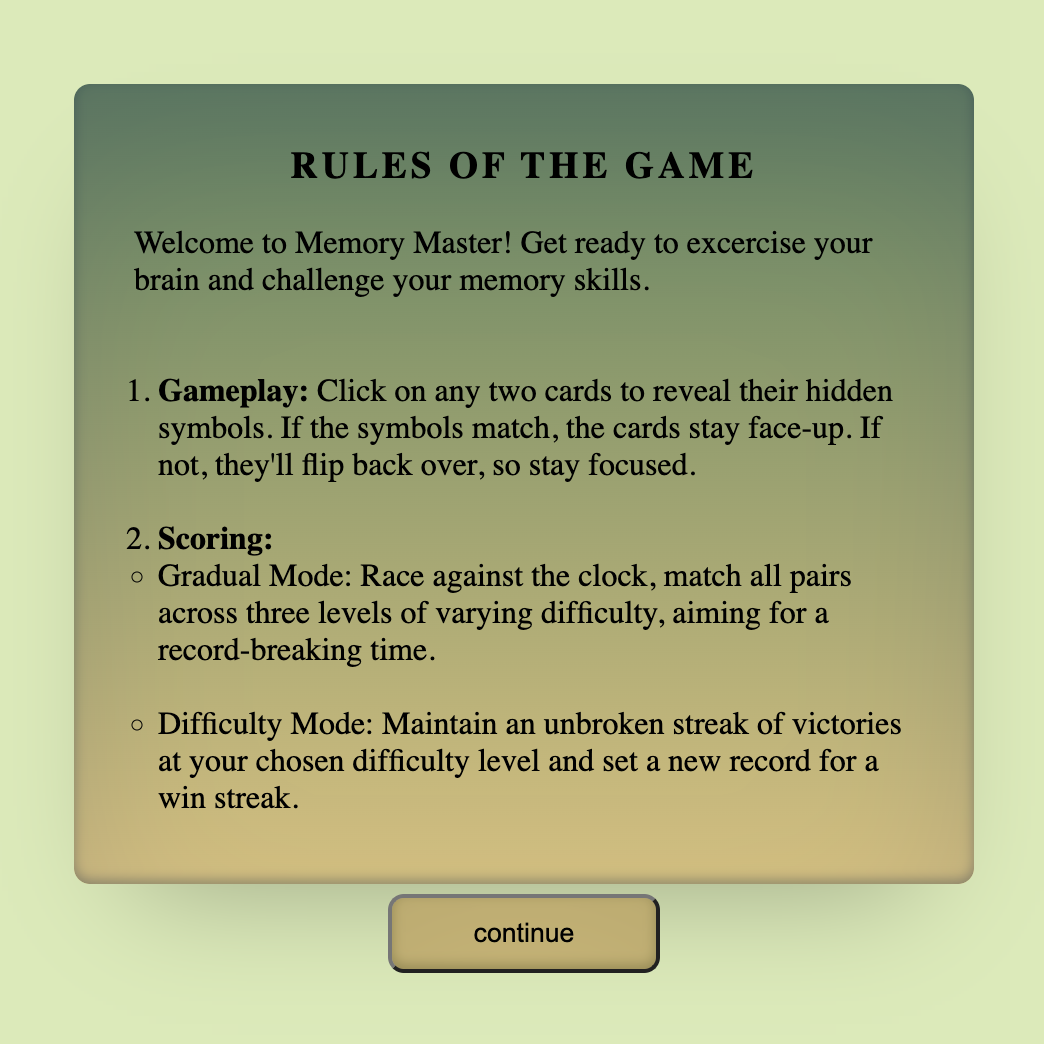 RULES OF THE GAME
Welcome to Memory Master! Get ready to excercise your
brain and challenge your memory skills.
1. Gameplay: Click on any two cards to reveal their hidden
symbols. If the symbols match, the cards stay face-up. If
not, they'll flip back over, so stay focused.
2. Scoring:
○ Gradual Mode: Race against the clock, match all pairs
across three levels of varying difficulty, aiming for a
record-breaking time.
○ Difficulty Mode: Maintain an unbroken streak of victories
at your chosen difficulty level and set a new record for a
win streak.
continue